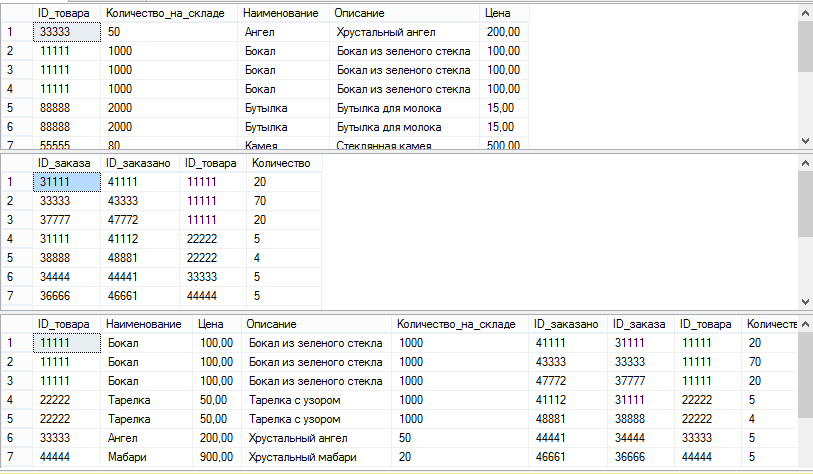 ID_товара Количество_на_складе Наименование Описание Цена
1 33333 50 Ангел Хрустальный ангел 200,00
2 11111 1000 Бокал Бокал из зеленого стекла 100,00
3 11111 1000 Бокал Бокал из зеленого стекла 100,00
4 11111 1000 Бокал Бокал из зеленого стекла 100,00
5 88888 2000 Бутылка Бутылка для молока 15,00
6 88888 2000 Бутылка Бутылка для молока 15,00
7 55555 80 Камея Стеклянная камея 500,00
ID_заказа ID_заказано ID_товара Количество
1 31111 41111 11111 20
2 33333 43333 11111 70
3 37777 47772 11111 20
4 31111 41112 22222 5
5 38888 48881 22222 4
6 34444 44441 33333 5
7 36666 46661 44444 5
ID_товара Наименование Цена Описание Количество_на_складе ID_заказано ID_заказа ID_товара Количеств
1 11111 Бокал 100,00 Бокал из зеленого стекла 1000 41111 31111 11111 20
2 11111 Бокал 100,00 Бокал из зеленого стекла 1000 43333 33333 11111 70
3 11111 Бокал 100,00 Бокал из зеленого стекла 1000 47772 37777 11111 20
4 22222 Тарелка 50,00 Тарелка с узором 1000 41112 31111 22222 5
5 22222 Тарелка 50,00 Тарелка с узором 1000 48881 38888 22222 4
6 33333 Ангел 200,00 Хрустальный ангел 50 44441 34444 33333 5
7 44444 Мабари 900,00 Хрустальный мабари 20 46661 36666 44444 5